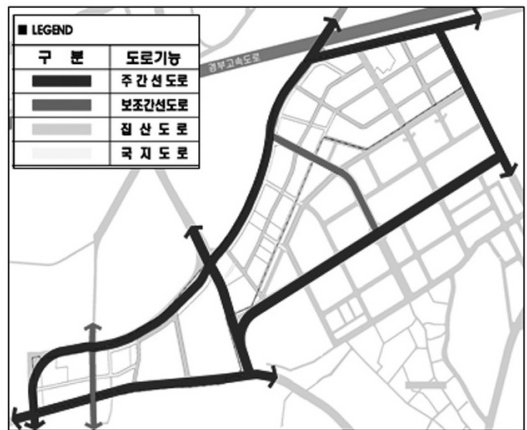 ■ LEGEND
구 분 도로기능
주간선도로
보조간선도로
집산도로
국지도로
경부고속도로